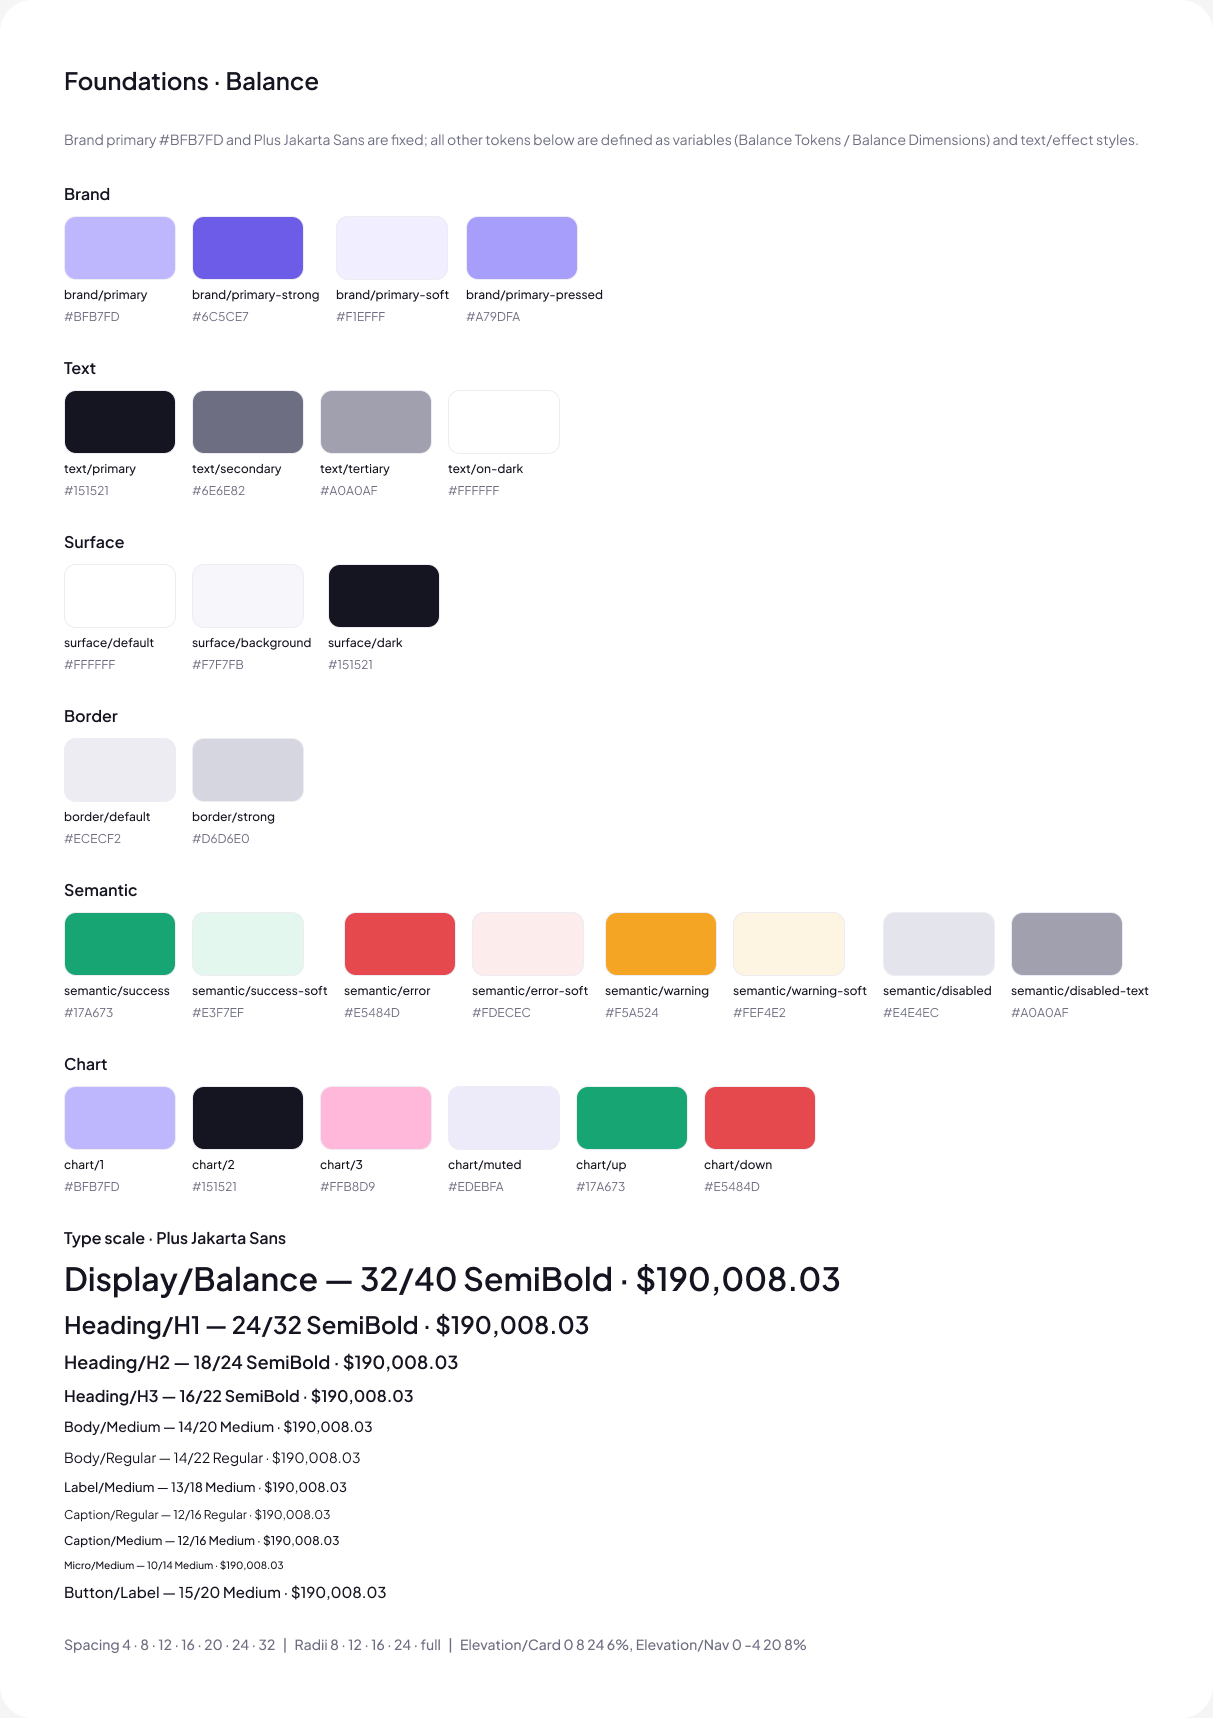 Foundations · Balance
Brand primary #BFB7FD and Plus Jakarta Sans are fixed; all other tokens below are defined as variables (Balance Tokens / Balance Dimensions) and text/effect styles.
Brand
brand/primary brand/primary-strong brand/primary-soft brand/primary-pressed
#BFB7FD #6C5CE7 #F1EFFF #A79DFA
Text
text/primary text/secondary text/tertiary text/on-dark
#151521 #6E6E82 #A0A0AF #FFFFFF
Surface
surface/default surface/background surface/dark
#FFFFFF #F7F7FB #151521
Border
border/default border/strong
#ECECF2 #D6D6E0
Semantic
semantic/success semantic/success-soft semantic/error semantic/error-soft semantic/warning semantic/warning-soft semantic/disabled semantic/disabled-text
#17A673 #E3F7EF #E5484D #FDECEC #F5A524 #FEF4E2 #E4E4EC #A0A0AF
Chart
chart/1 chart/2 chart/3 chart/muted chart/up chart/down
#BFB7FD #151521 #FFB8D9 #EDEBFA #17A673 #E5484D
Type scale · Plus Jakarta Sans
Display/Balance — 32/40 SemiBold · $190,008.03
Heading/H1 — 24/32 SemiBold · $190,008.03
Heading/H2 — 18/24 SemiBold · $190,008.03
Heading/H3 — 16/22 SemiBold · $190,008.03
Body/Medium — 14/20 Medium · $190,008.03
Body/Regular — 14/22 Regular · $190,008.03
Label/Medium — 13/18 Medium · $190,008.03
Caption/Regular — 12/16 Regular · $190,008.03
Caption/Medium — 12/16 Medium · $190,008.03
Micro/Medium — 10/14 Medium · $190,008.03
Button/Label — 15/20 Medium · $190,008.03
Spacing 4 · 8 · 12 · 16 · 20 · 24 · 32 | Radii 8 · 12 · 16 · 24 · full | Elevation/Card 0 8 24 6%, Elevation/Nav 0 -4 20 8%